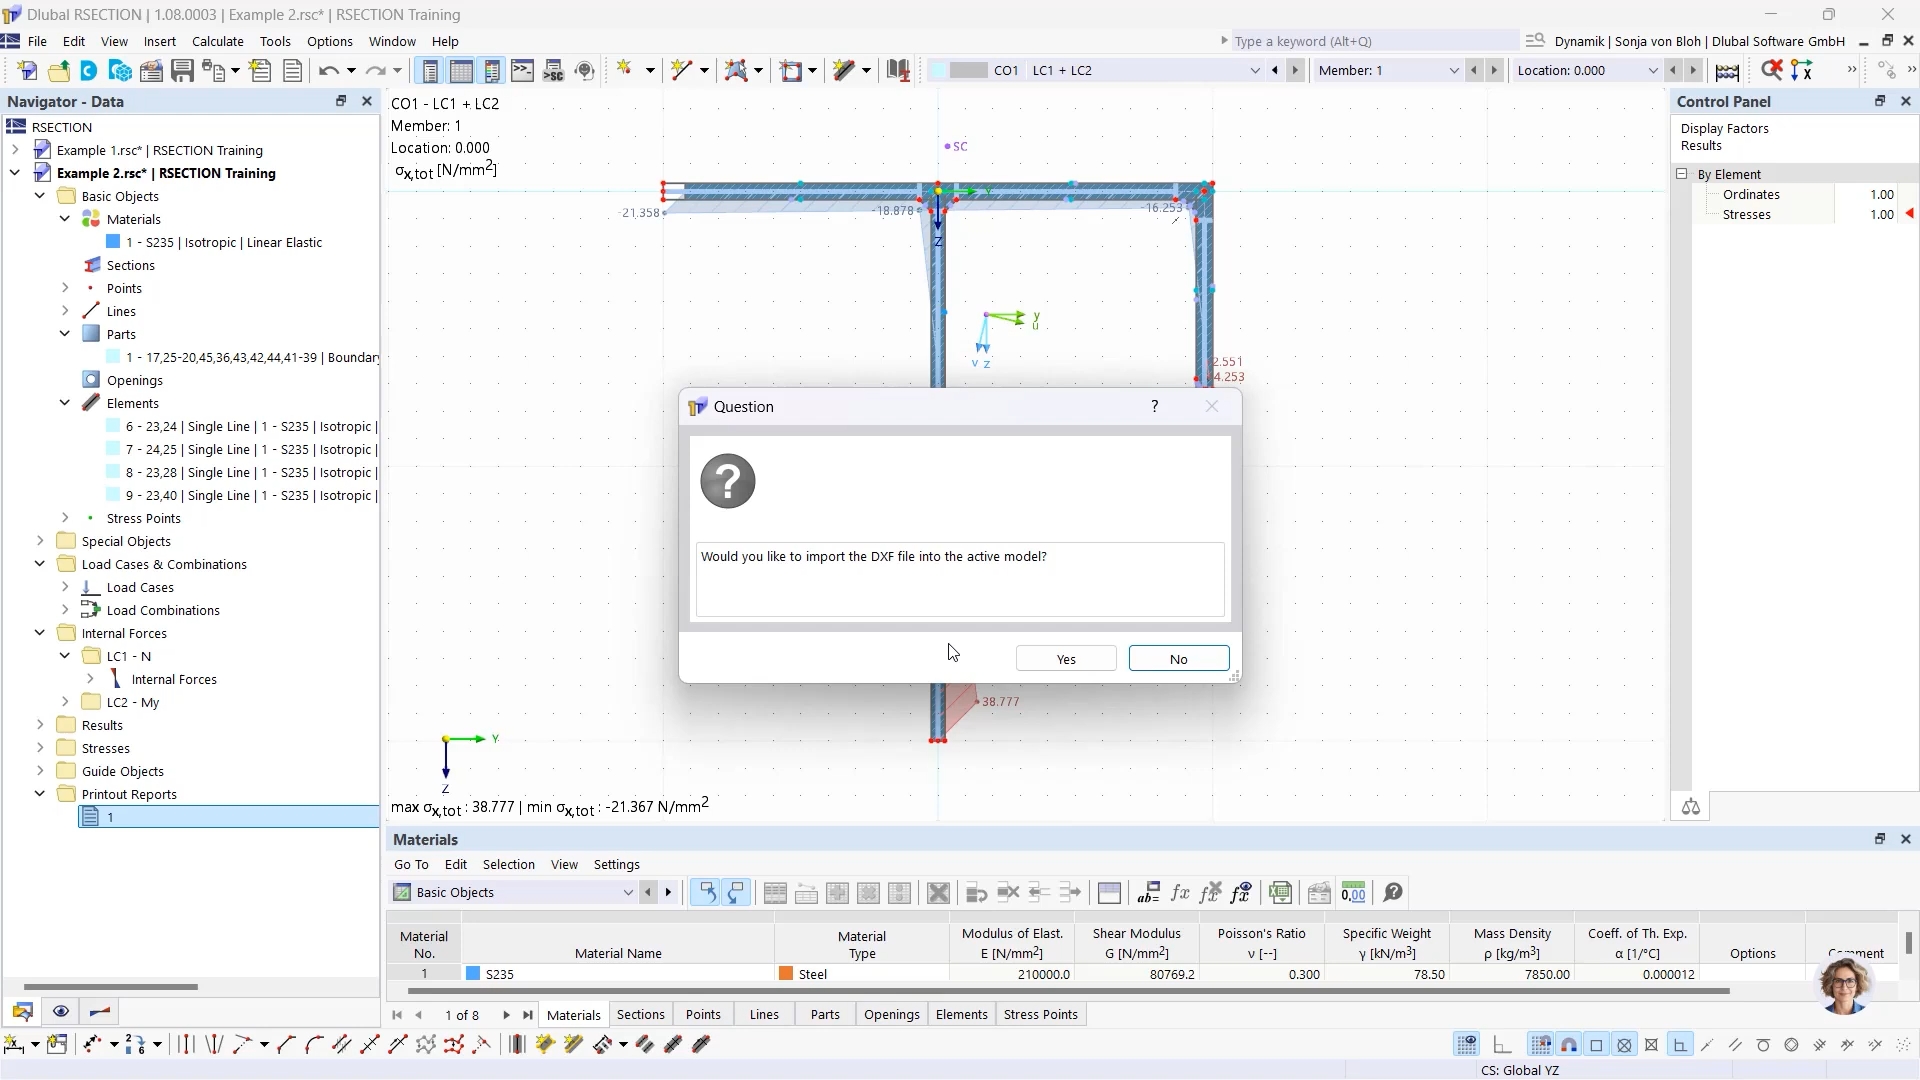 Dlubal RSECTION | 1.08.0003 | Example 2.rsc* | RSECTION Training
File Edit View Insert Calculate Tools Options Window Help
Type a keyword (Alt+Q)
Dynamik | Sonja von Bloh | Dlubal Software GmbH
CO1 LC1 + LC2
Member: 1
Location: 0.000
Navigator - Data
RSECTION
Example 1.rsc* | RSECTION Training
Example 2.rsc* | RSECTION Training
Basic Objects
Materials
1 - S235 | Isotropic | Linear Elastic
Sections
Points
Lines
Parts
1 - 17,25-20,45,36,43,42,44,41-39 | Boundary
Openings
Elements
6 - 23,24 | Single Line | 1 - S235 | Isotropic |
7 - 24,25 | Single Line | 1 - S235 | Isotropic |
8 - 23,28 | Single Line | 1 - S235 | Isotropic |
9 - 23,40 | Single Line | 1 - S235 | Isotropic |
Stress Points
Special Objects
Load Cases & Combinations
Load Cases
Load Combinations
Internal Forces
LC1 - N
Internal Forces
LC2 - My
Results
Stresses
Guide Objects
Printout Reports
1
CO1 - LC1 + LC2
Member: 1
Location: 0.000
σx,tot [N/mm2]
SC
Y
-21.358
-18.878
-16.253
Z
y
u
v z
2.551
4.253
38.777
Y
Z
max σx,tot : 38.777 | min σx,tot : -21.367 N/mm2
Question
?
Would you like to import the DXF file into the active model?
Yes
No
Control Panel
Display Factors
Results
By Element
Ordinates 1.00
Stresses 1.00
Materials
Go To Edit Selection View Settings
Basic Objects
Material No.
Material Name
Material Type
Modulus of Elast. E [N/mm2]
Shear Modulus G [N/mm2]
Poisson's Ratio ν [--]
Specific Weight γ [kN/m3]
Mass Density ρ [kg/m3]
Coeff. of Th. Exp. α [1/°C]
Options
1 S235 Steel 210000.0 80769.2 0.300 78.50 7850.00 0.000012
1 of 8
Materials Sections Points Lines Parts Openings Elements Stress Points
CS: Global YZ